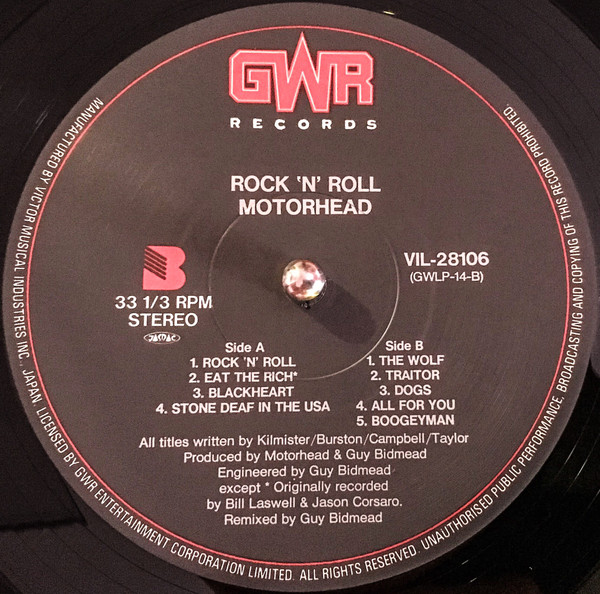 GWR
RECORDS
ROCK 'N' ROLL
MOTORHEAD
B
VIL-28106
(GWLP-14-B)
33 1/3 RPM
STEREO
JASRAC
Side A
1. ROCK 'N' ROLL
2. EAT THE RICH*
3. BLACKHEART
4. STONE DEAF IN THE USA
Side B
1. THE WOLF
2. TRAITOR
3. DOGS
4. ALL FOR YOU
5. BOOGEYMAN
All titles written by Kilmister/Burston/Campbell/Taylor
Produced by Motorhead & Guy Bidmead
Engineered by Guy Bidmead
except * Originally recorded
by Bill Laswell & Jason Corsaro.
Remixed by Guy Bidmead
MANUFACTURED BY VICTOR MUSICAL INDUSTRIES INC., JAPAN. LICENSED BY GWR ENTERTAINMENT CORPORATION LIMITED. ALL RIGHTS RESERVED. UNAUTHORISED PUBLIC PERFORMANCE, BROADCASTING AND COPYING OF THIS RECORD PROHIBITED.